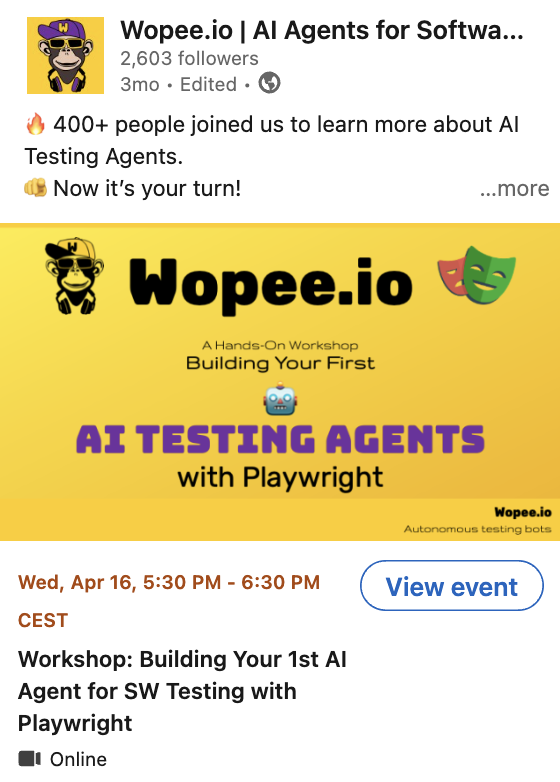 Wopee.io | AI Agents for Softwa...
2,603 followers
3mo • Edited •
🔥 400+ people joined us to learn more about AI
Testing Agents.
🫵 Now it's your turn!
...more
W
W
Wopee.io
A Hands-On Workshop
Building Your First
AI TESTING AGENTS
with Playwright
Wopee.io
Autonomous testing bots
Wed, Apr 16, 5:30 PM - 6:30 PM
CEST
View event
Workshop: Building Your 1st AI
Agent for SW Testing with
Playwright
Online